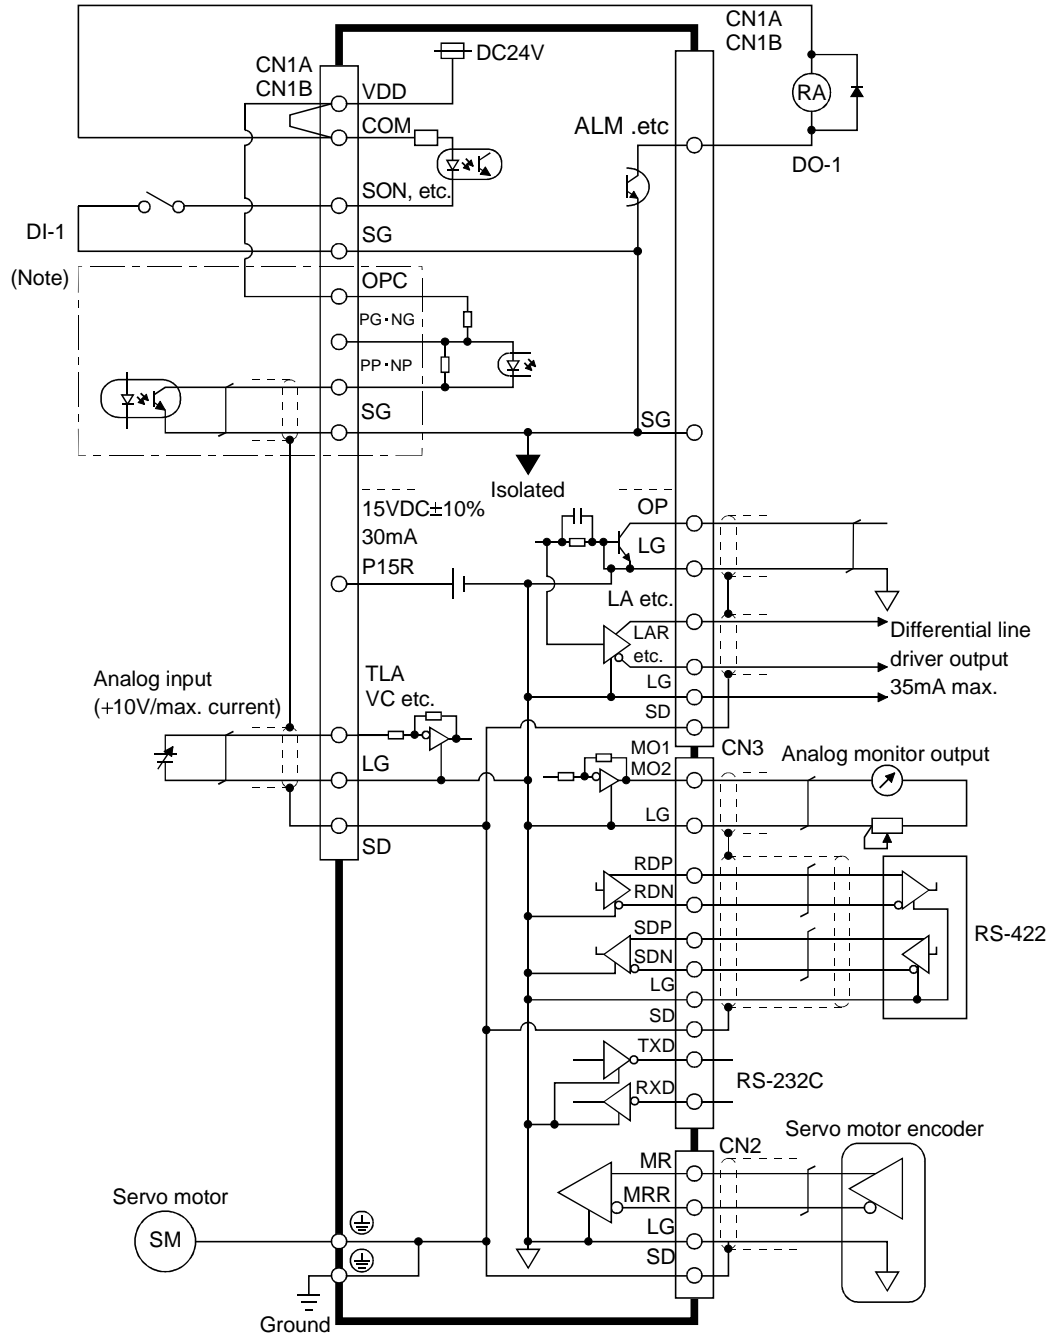 CN1A
CN1B
DC24V
CN1A
CN1B
VDD
RA
COM
ALM .etc
DO-1
SON, etc.
DI-1
SG
(Note)
OPC
PG·NG
PP·NP
SG
SG
Isolated
15VDC±10%
30mA
P15R
OP
LG
LA etc.
LAR
etc.
LG
SD
Differential line
driver output
35mA max.
Analog input
(+10V/max. current)
TLA
VC etc.
LG
SD
CN3
MO1
MO2
LG
Analog monitor output
RDP
RDN
SDP
SDN
LG
SD
RS-422
TXD
RXD
RS-232C
CN2
Servo motor encoder
MR
MRR
LG
SD
Servo motor
SM
Ground